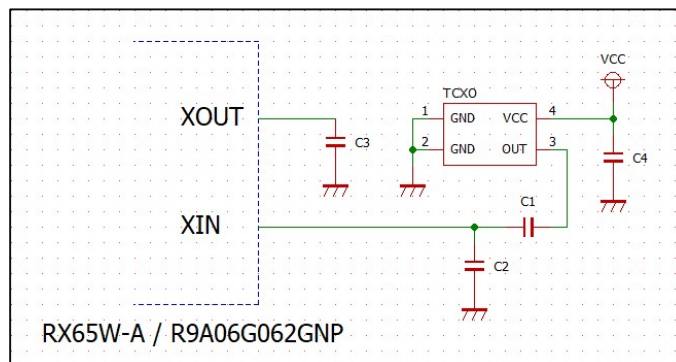 VCC
TCXO
XOUT
1 GND VCC 4
2 GND OUT 3
C3
C4
C1
XIN
C2
RX65W-A / R9A06G062GNP